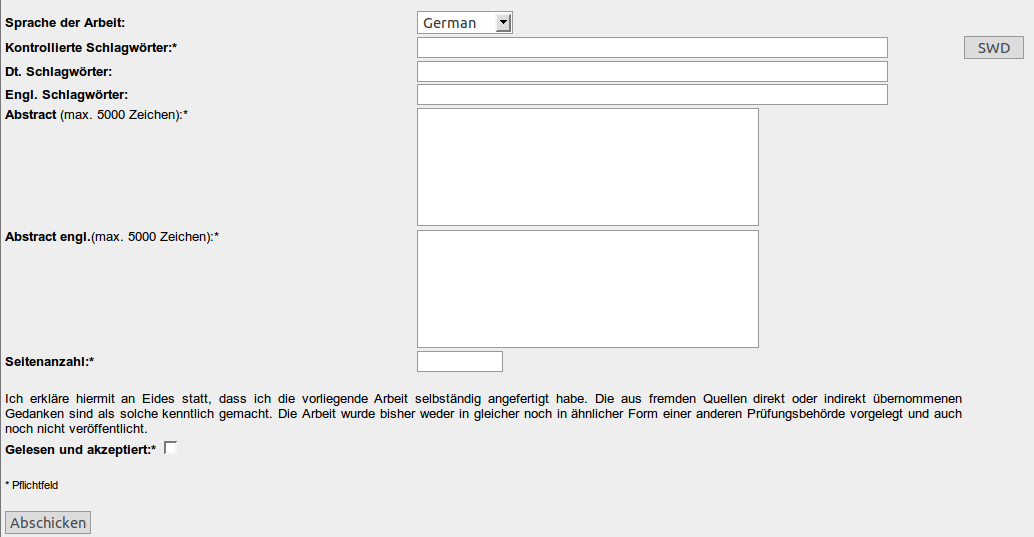 Sprache der Arbeit: German
Kontrollierte Schlagwörter:* SWD
Dt. Schlagwörter:
Engl. Schlagwörter:
Abstract (max. 5000 Zeichen):*
Abstract engl.(max. 5000 Zeichen):*
Seitenanzahl:*
Ich erkläre hiermit an Eides statt, dass ich die vorliegende Arbeit selbständig angefertigt habe. Die aus fremden Quellen direkt oder indirekt übernommenen
Gedanken sind als solche kenntlich gemacht. Die Arbeit wurde bisher weder in gleicher noch in ähnlicher Form einer anderen Prüfungsbehörde vorgelegt und auch
noch nicht veröffentlicht.
Gelesen und akzeptiert:*
* Pflichtfeld
Abschicken